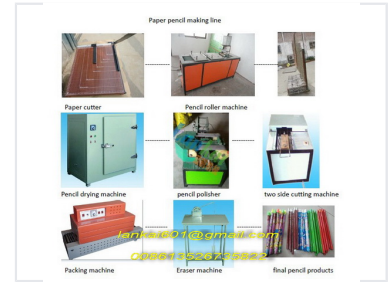 Paper pencil making line
Paper cutter
Pencil roller machine
Pencil drying machine
pencil polisher
two side cutting machine
Packing machine
Eraser machine
final pencil products